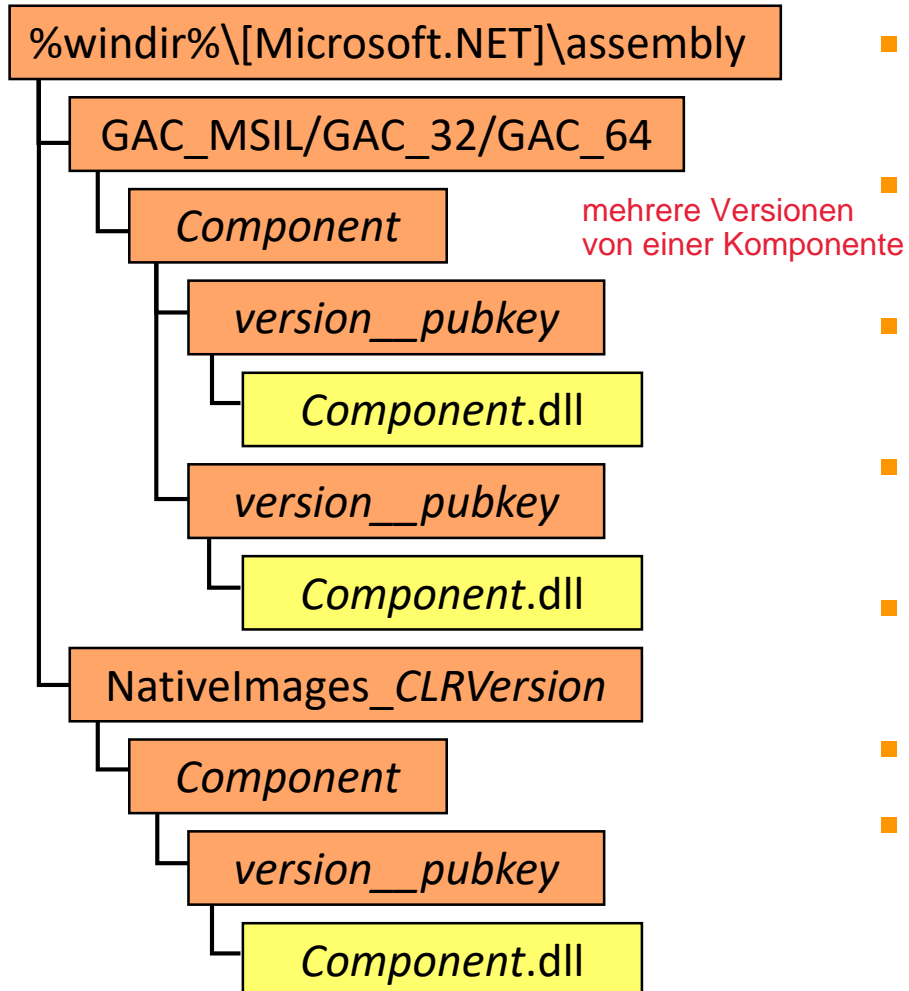 %windir%\[Microsoft.NET]\assembly
GAC_MSIL/GAC_32/GAC_64
Component
mehrere Versionen
von einer Komponente
version__pubkey
Component.dll
version__pubkey
Component.dll
NativeImages_CLRVersion
Component
version__pubkey
Component.dll